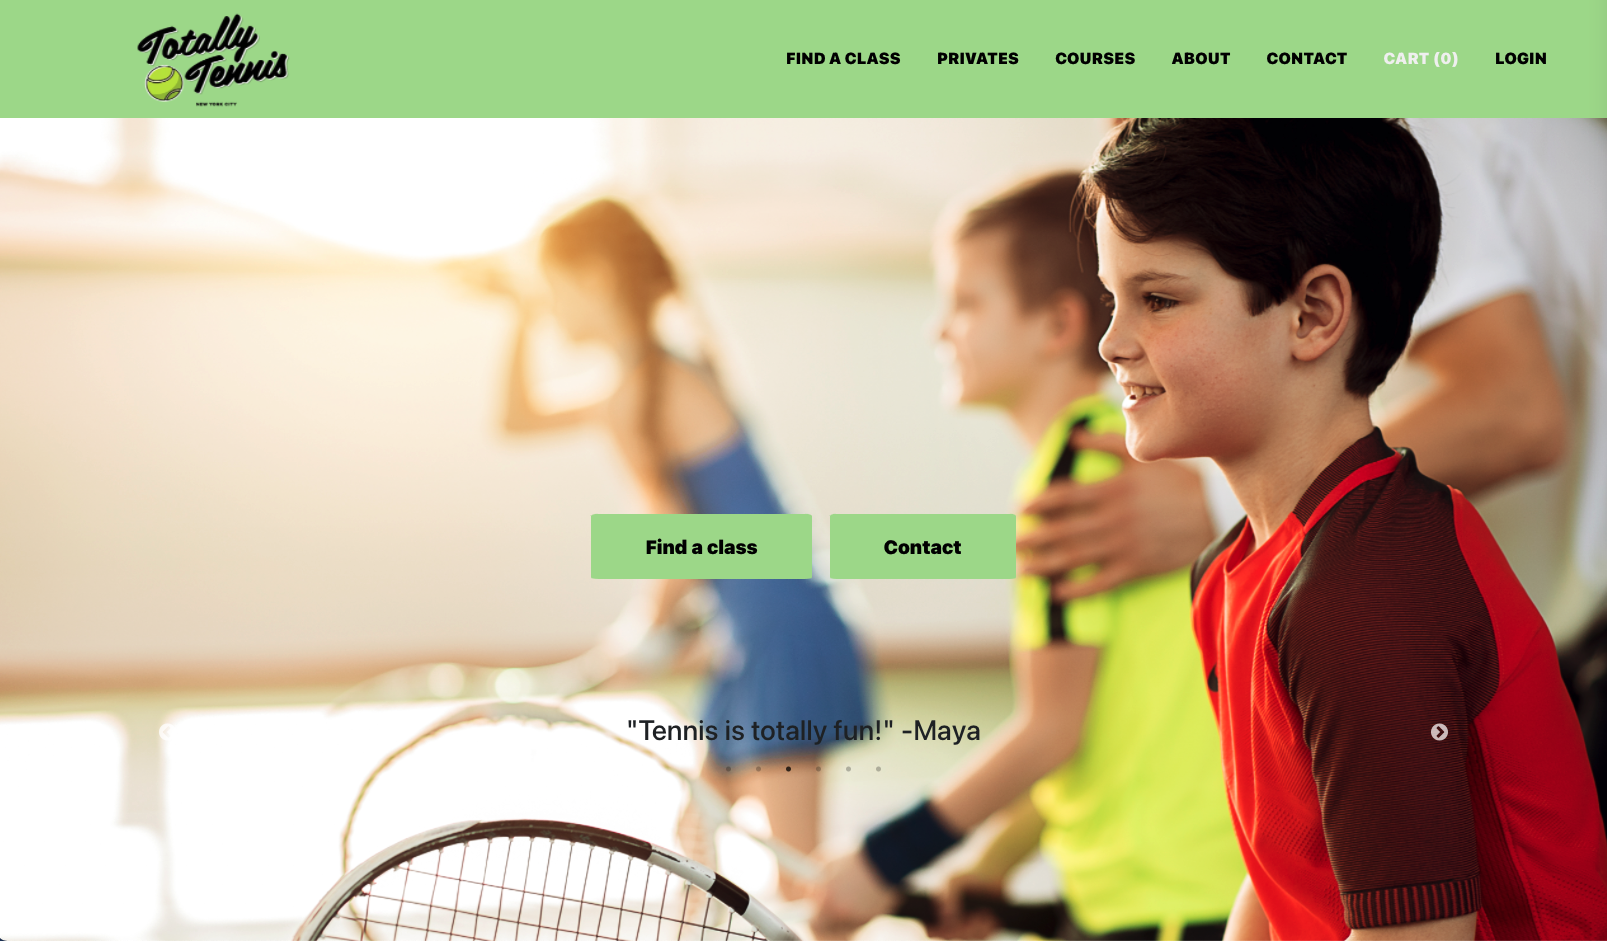 Totally
Tennis
NEW YORK CITY
FIND A CLASS PRIVATES COURSES ABOUT CONTACT CART (0) LOGIN
Find a class Contact
"Tennis is totally fun!" -Maya